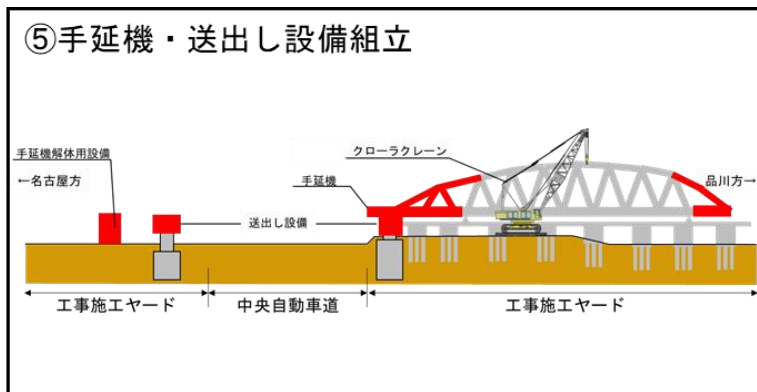 ⑤手延機・送出し設備組立
クローラクレーン
手延機解体用設備
←名古屋方
手延機
品川方→
送出し設備
工事施工ヤード
中央自動車道
工事施工ヤード